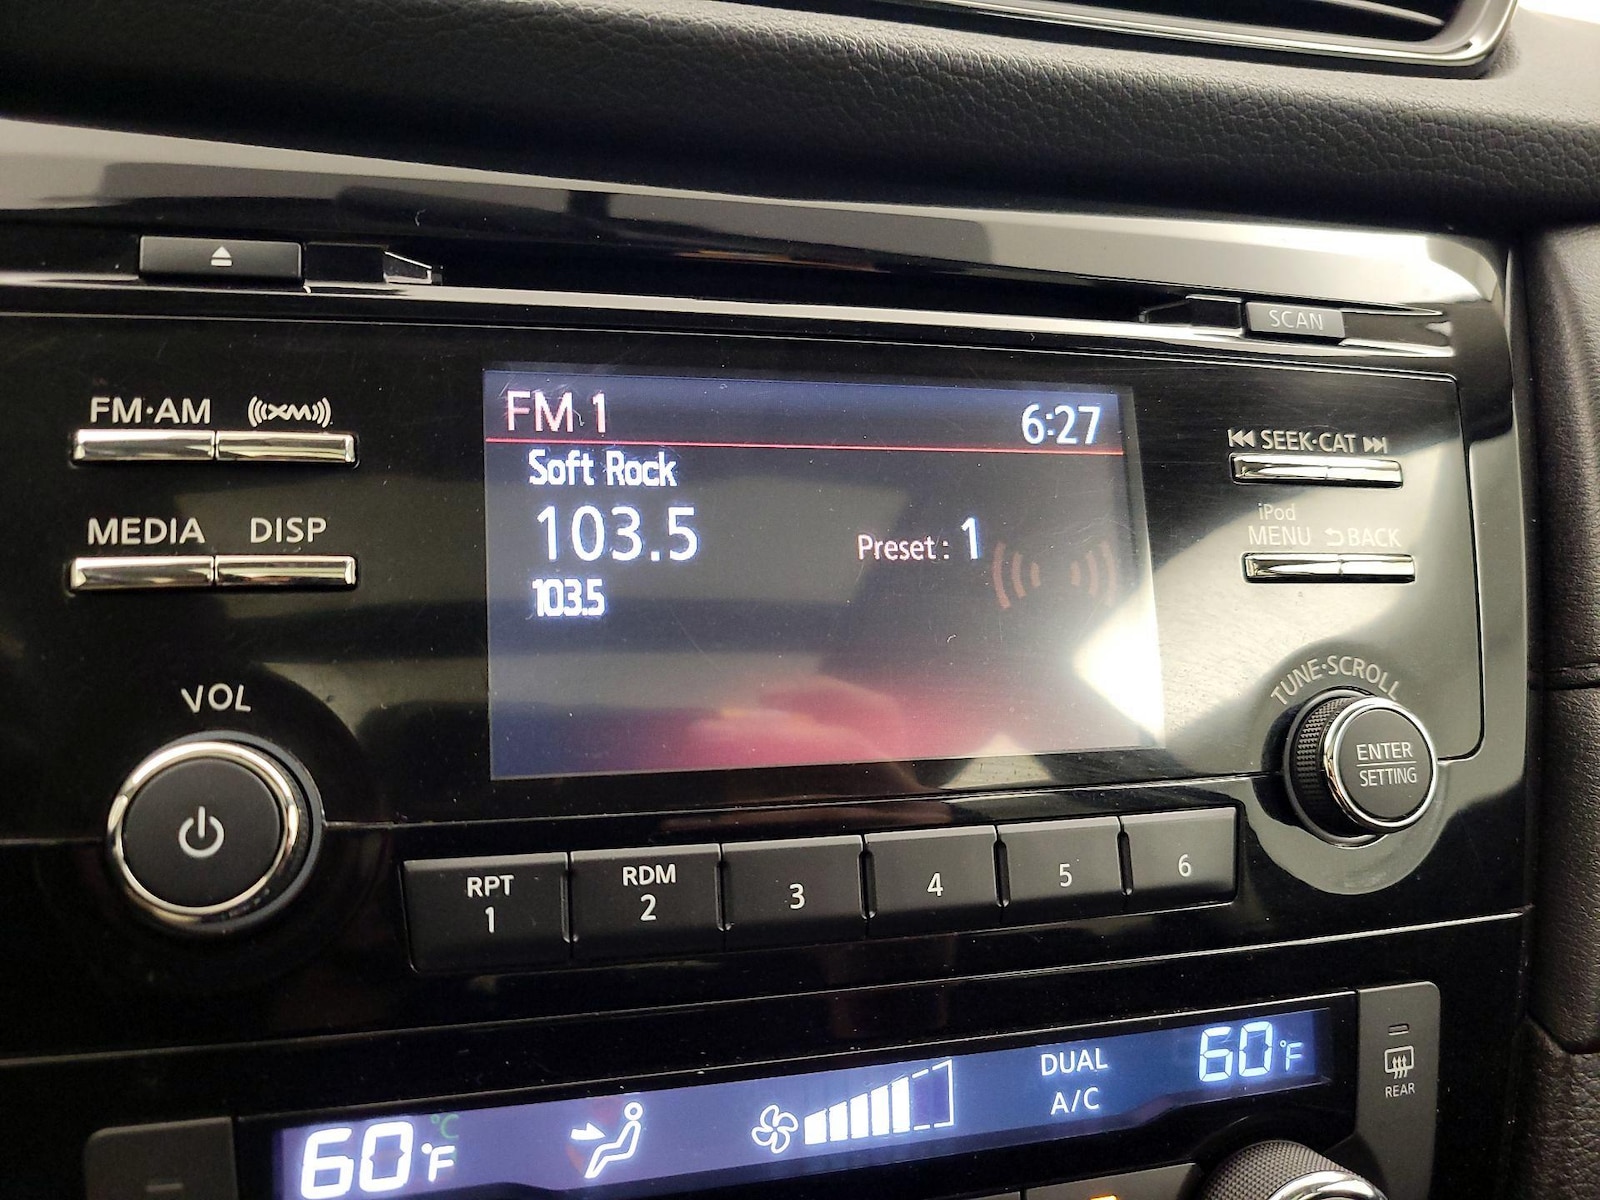 SCAN
FM·AM
XM
FM 1
6:27
SEEK·CAT
Soft Rock
103.5
Preset : 1
103.5
iPod
MENU
BACK
MEDIA
DISP
VOL
TUNE·SCROLL
ENTER
SETTING
RPT
1
RDM
2
3
4
5
6
60°F
°C
DUAL
A/C
60°F
REAR